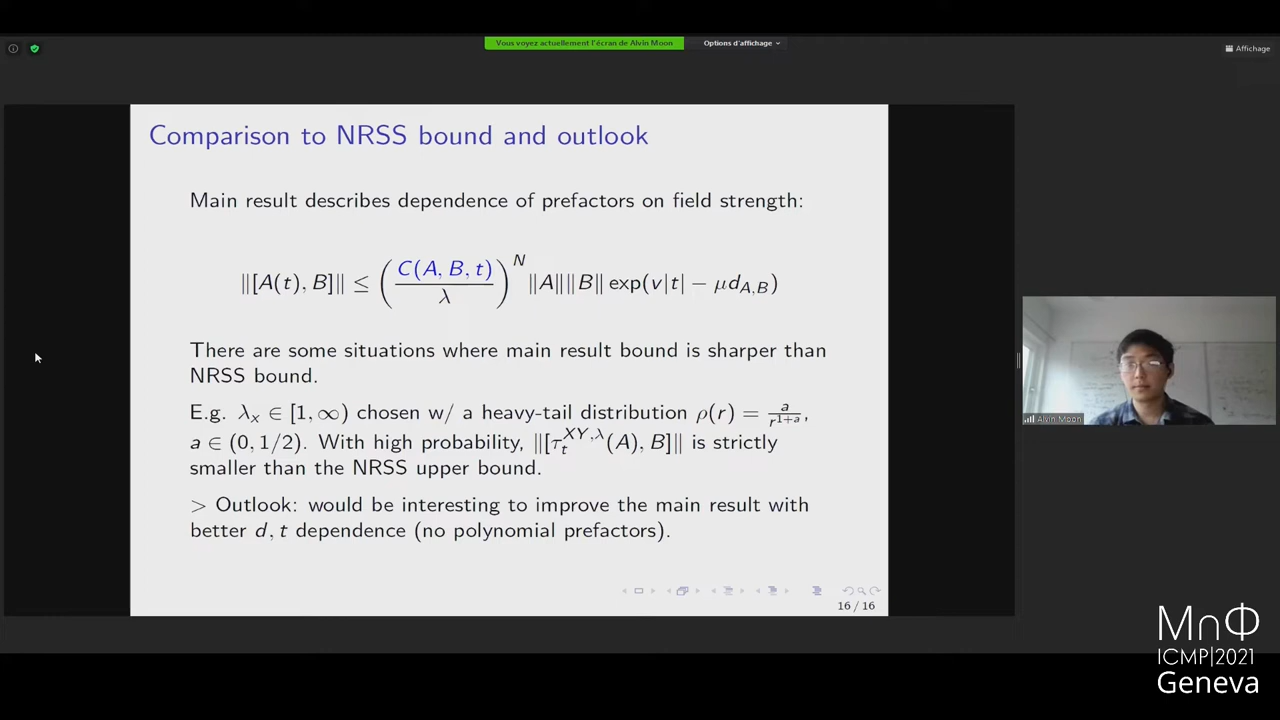 Vous voyez actuellement l'écran de Alvin Moon
Options d'affichage
Affichage
Comparison to NRSS bound and outlook
Main result describes dependence of prefactors on field strength:
‖[A(t), B]‖ ≤ (C(A, B, t)/λ)^N ‖A‖‖B‖ exp(v|t| − μd_{A,B})
There are some situations where main result bound is sharper than
NRSS bound.
E.g. λ_x ∈ [1, ∞) chosen w/ a heavy-tail distribution ρ(r) = a/r^{1+a},
a ∈ (0, 1/2). With high probability, ‖[τ_t^{XY,λ}(A), B]‖ is strictly
smaller than the NRSS upper bound.
> Outlook: would be interesting to improve the main result with
better d, t dependence (no polynomial prefactors).
16 / 16
Alvin Moon
M∩Φ
ICMP|2021
Geneva